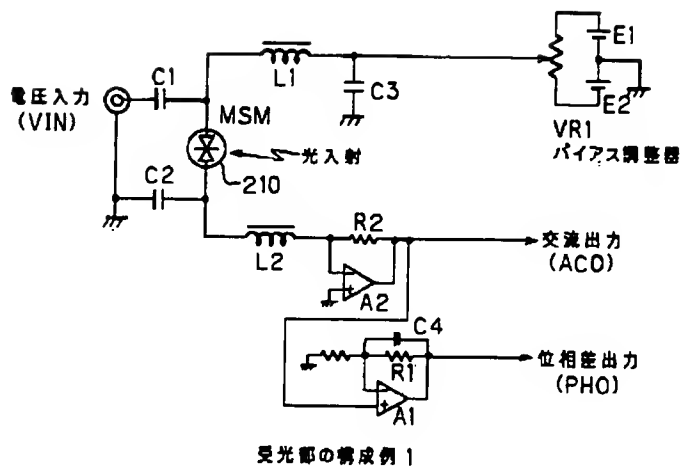 C1
L1
C3
E1
E2
電圧入力
(VIN)
MSM
光入射
VR1
バイアス調整器
C2
210
R2
L2
A2
交流出力
(ACO)
C4
R1
A1
位相差出力
(PHO)
受光部の構成例 1